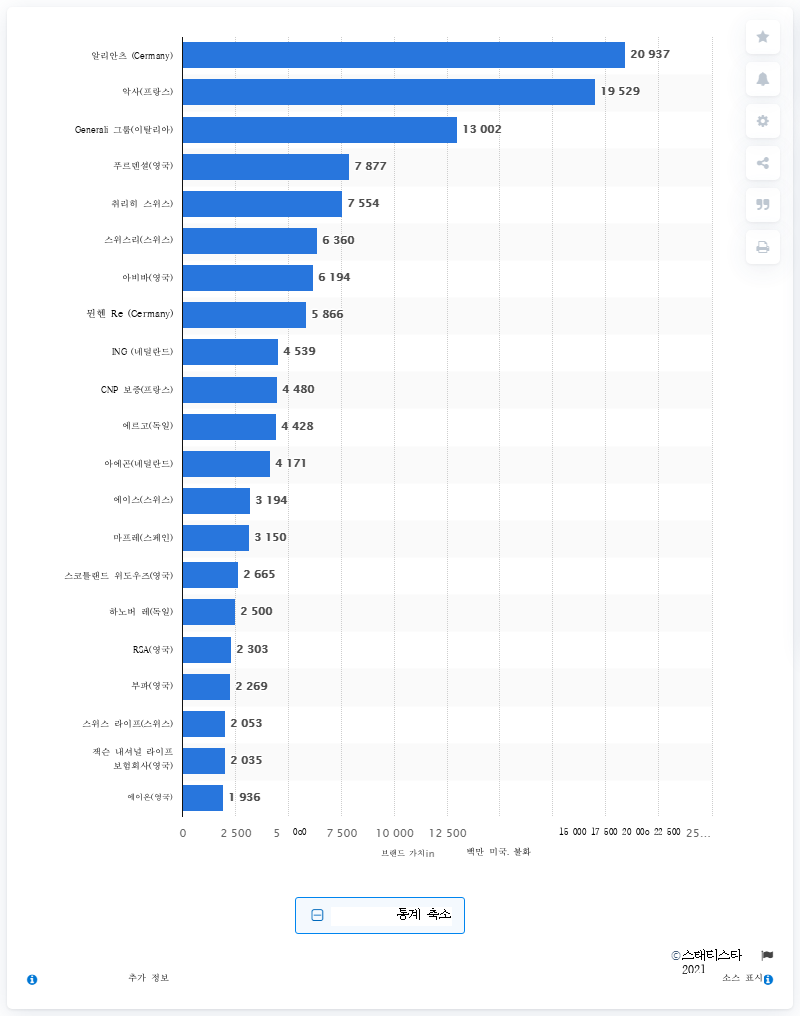 알리안츠 (Germany) 20 937
악사(프랑스) 19 529
Generali 그룹(이탈리아) 13 002
푸르덴셜(영국) 7 877
취리히 스위스) 7 554
스위스리(스위스) 6 360
아비바(영국) 6 194
뮌헨 Re (Germany) 5 866
ING (네덜란드) 4 539
CNP 보증(프랑스) 4 480
에르고(독일) 4 428
아에곤(네덜란드) 4 171
에이스(스위스) 3 194
마프레(스페인) 3 150
스코틀랜드 위도우즈(영국) 2 665
하노버 레(독일) 2 500
RSA(영국) 2 303
부파(영국) 2 269
스위스 라이프(스위스) 2 053
잭슨 내셔널 라이프
보험회사(영국) 2 035
에이온(영국) 1 936
0 2 500 5 0o0 7 500 10 000 12 500 15 000 17 500 20 00o 22 500 25...
브랜드 가치in 백만 미국. 불화
통계 축소
©스태티스타
2021
추가 정보 소스 표시